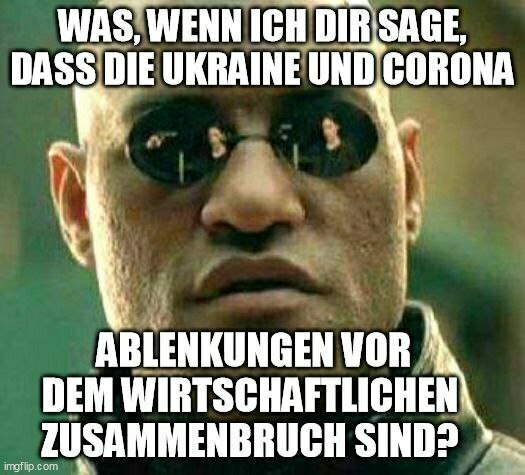 WAS, WENN ICH DIR SAGE,
DASS DIE UKRAINE UND CORONA
ABLENKUNGEN VOR
DEM WIRTSCHAFTLICHEN
ZUSAMMENBRUCH SIND?
imgflip.com